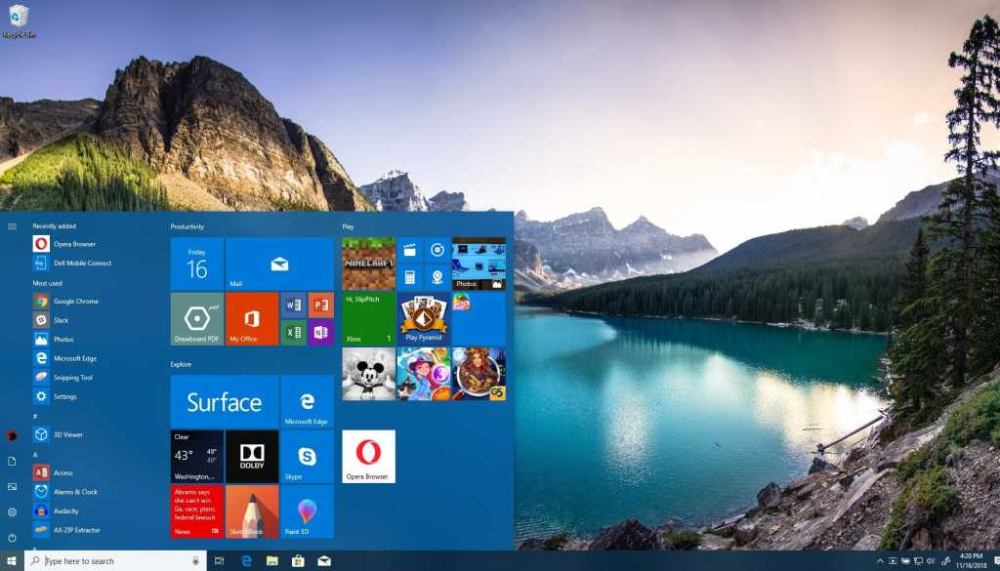 Recycle Bin
Recently added
Opera Browser
Dell Mobile Connect
Most used
Google Chrome
Slack
Photos
Microsoft Edge
Snipping Tool
Settings
#
3D Viewer
A
Access
Alarms & Clock
Audacity
AX-ZIP Extractor
Productivity
Friday
16
Mail
Drawboard PDF
My Office
Explore
Surface
Microsoft Edge
Clear
43°
49°
40°
Washington,...
DOLBY
Skype
Abrams says
she can't win
Ga. race, plans
federal lawsuit
News
SketchBook
Paint 3D
Play
MINECRAFT
Photos
Hi, SlipFitch
Xbox
1
Play Pyramid
G5
Opera Browser
Type here to search
4:20 PM
11/16/2018